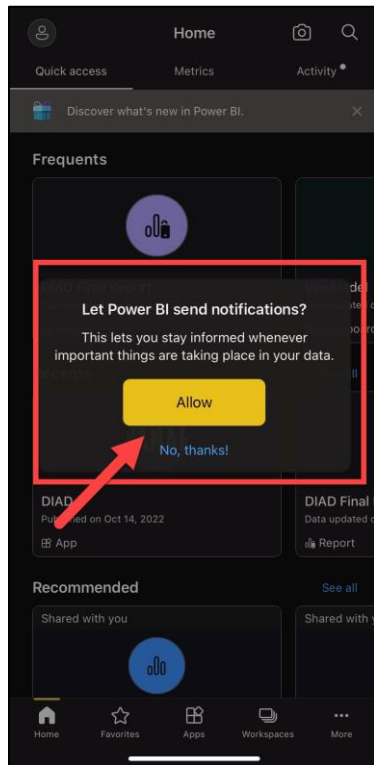 Home
Quick access
Metrics
Activity
Discover what's new in Power BI.
Frequents
DIAD Final Report
Let Power BI send notifications?
This lets you stay informed whenever
important things are taking place in your data.
Allow
No, thanks!
DIAD
Published on Oct 14, 2022
App
DIAD Final
Data updated
Report
Recommended
See all
Shared with you
Shared with
Home
Favorites
Apps
Workspaces
More